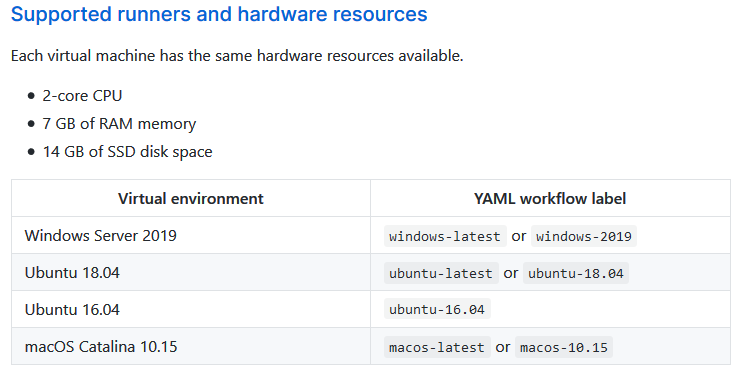 Supported runners and hardware resources
Each virtual machine has the same hardware resources available.
• 2-core CPU
• 7 GB of RAM memory
• 14 GB of SSD disk space
Virtual environment YAML workflow label
Windows Server 2019 windows-latest or windows-2019
Ubuntu 18.04 ubuntu-latest or ubuntu-18.04
Ubuntu 16.04 ubuntu-16.04
macOS Catalina 10.15 macos-latest or macos-10.15